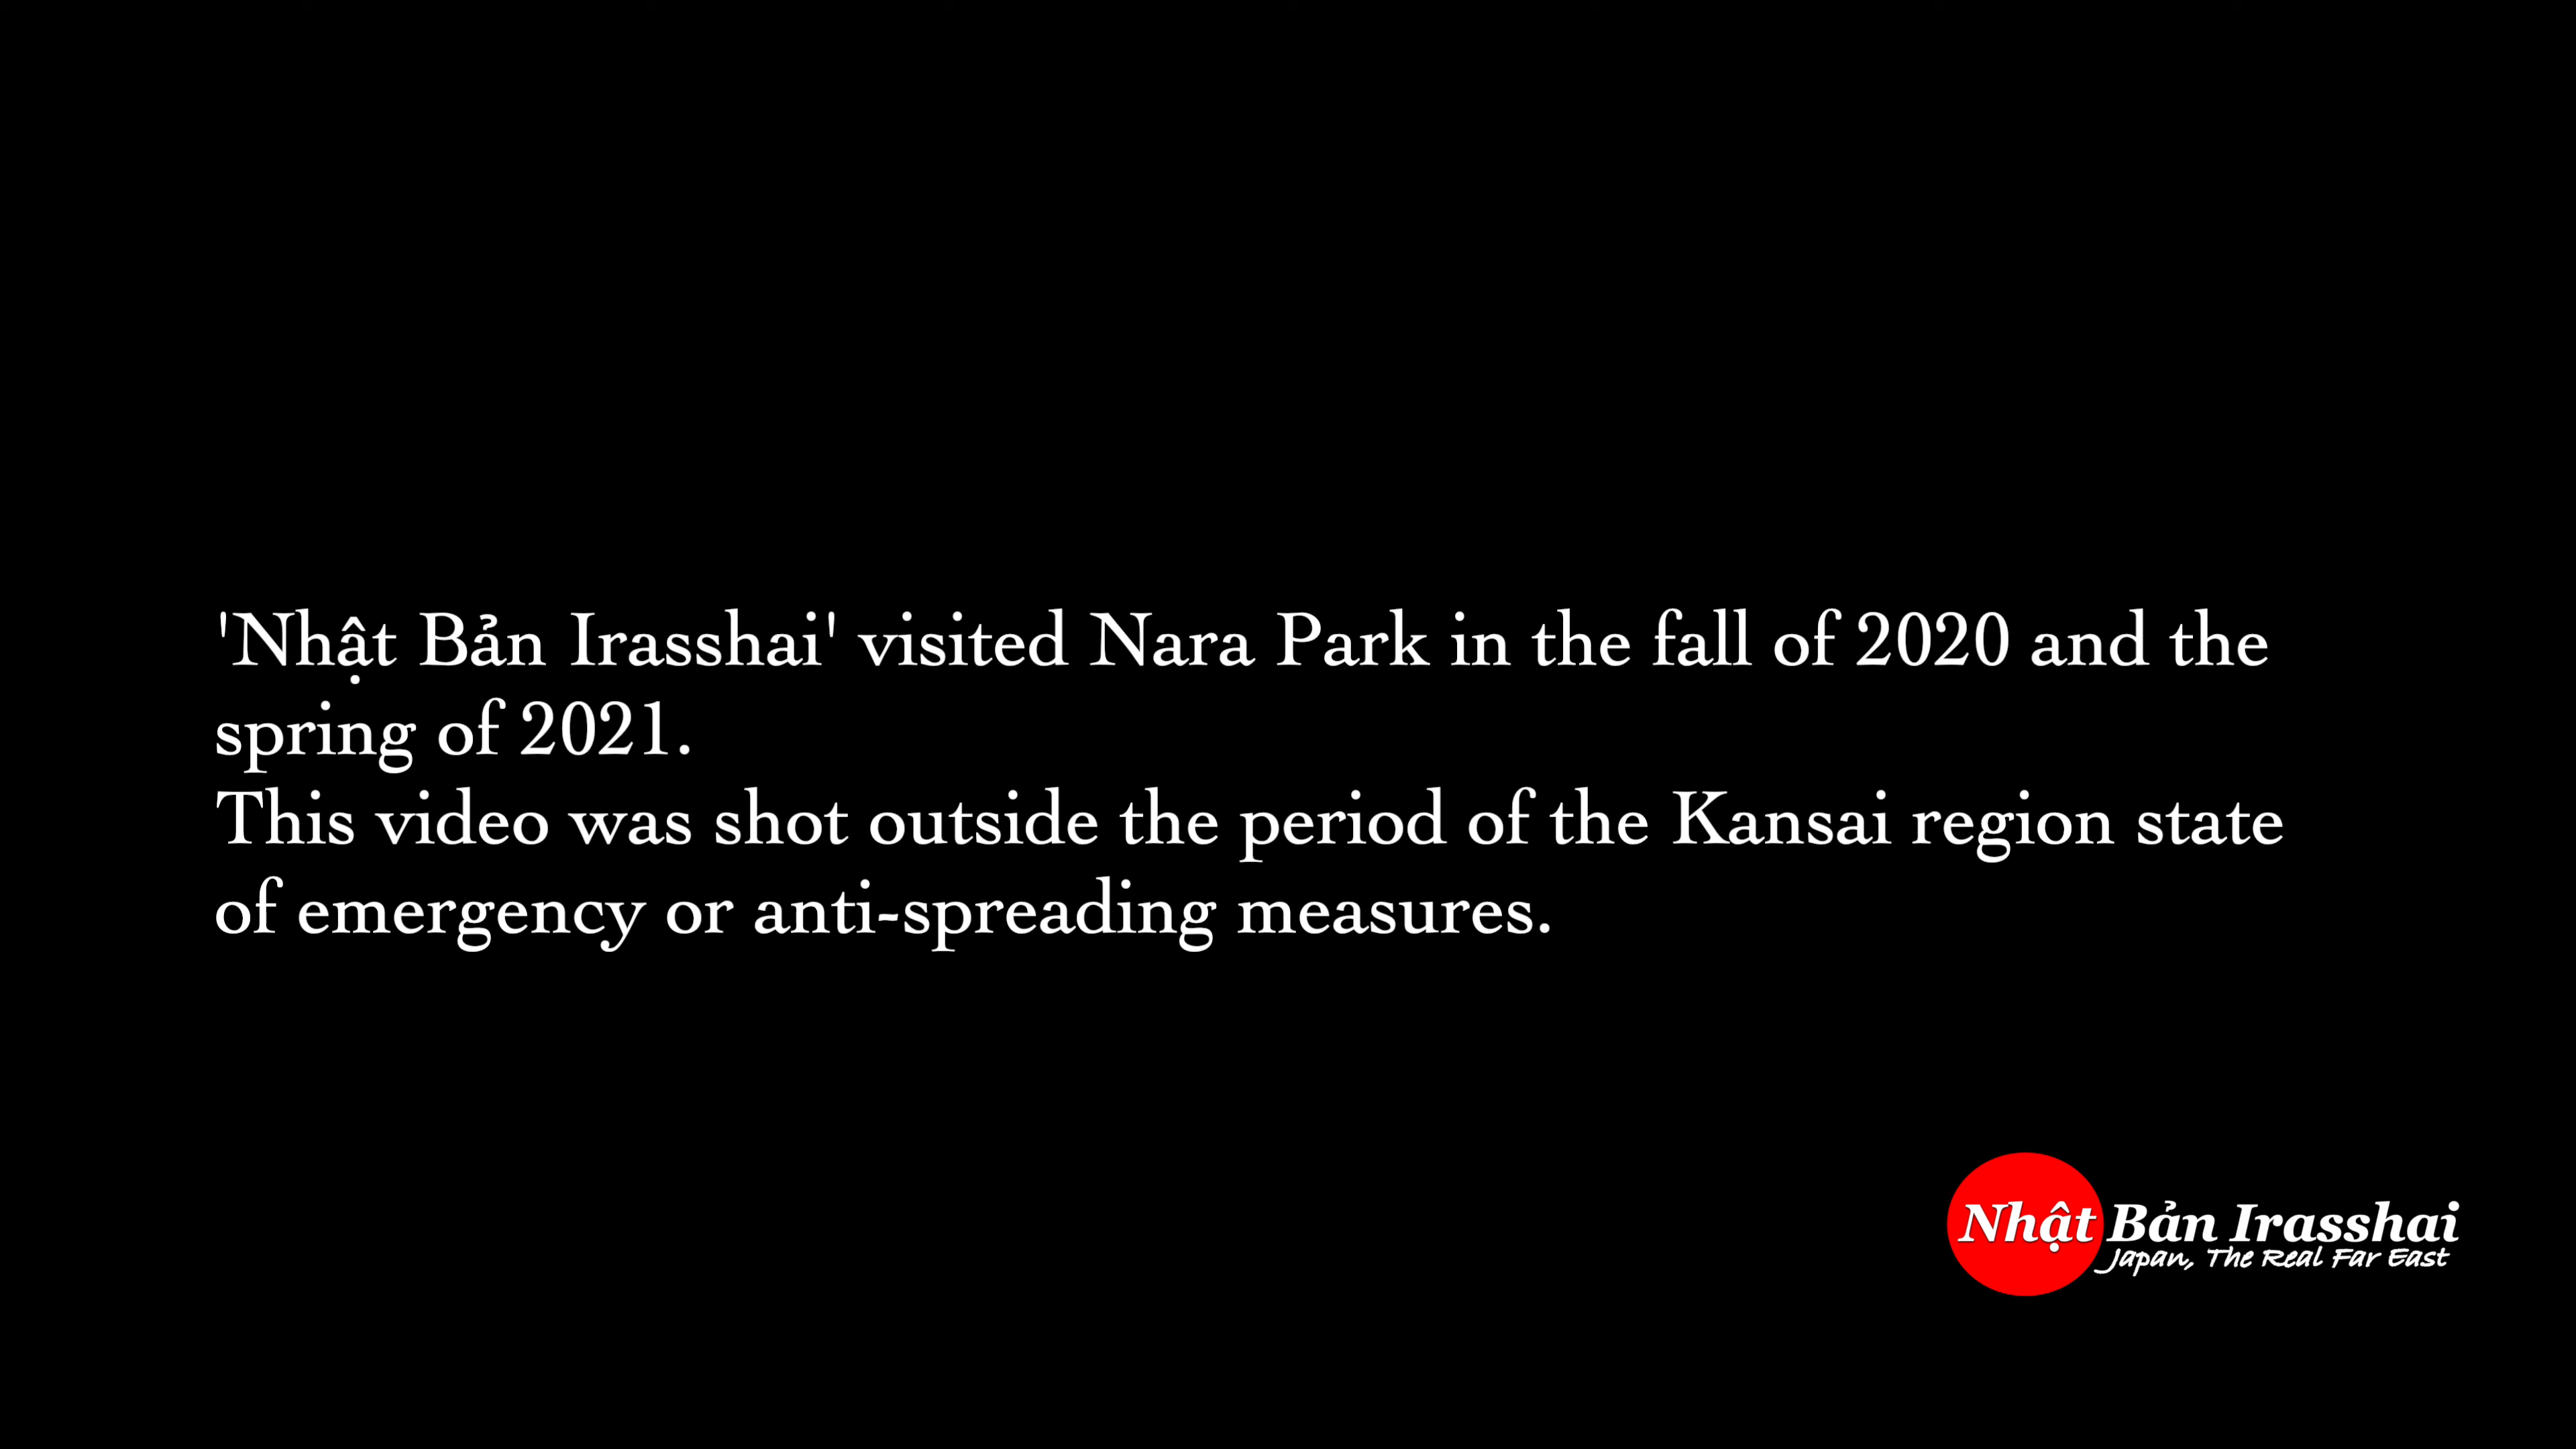 'Nhật Bản Irasshai' visited Nara Park in the fall of 2020 and the
spring of 2021.
This video was shot outside the period of the Kansai region state
of emergency or anti-spreading measures.
Nhật Bản Irasshai
Japan, The Real Far East